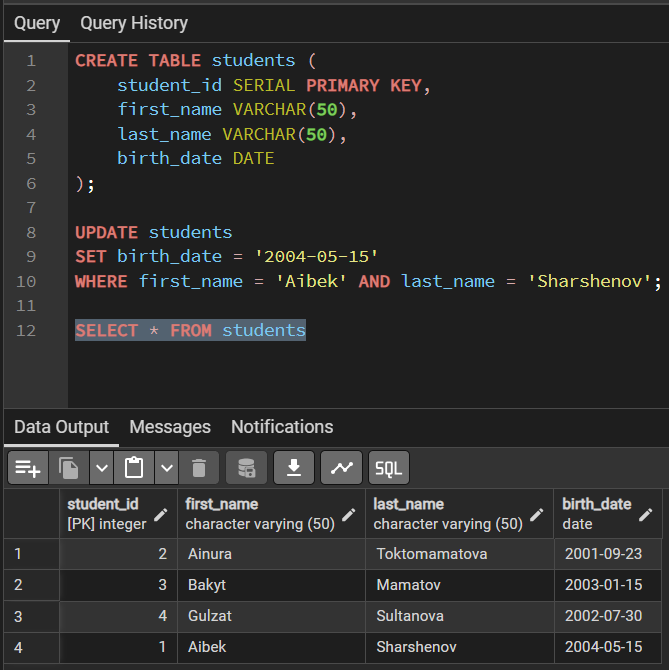 Query Query History
1 CREATE TABLE students (
2 student_id SERIAL PRIMARY KEY,
3 first_name VARCHAR(50),
4 last_name VARCHAR(50),
5 birth_date DATE
6 );
7
8 UPDATE students
9 SET birth_date = '2004-05-15'
10 WHERE first_name = 'Aibek' AND last_name = 'Sharshenov';
11
12 SELECT * FROM students
Data Output Messages Notifications
SQL
student_id first_name last_name birth_date
[PK] integer character varying (50) character varying (50) date
1 2 Ainura Toktomamatova 2001-09-23
2 3 Bakyt Mamatov 2003-01-15
3 4 Gulzat Sultanova 2002-07-30
4 1 Aibek Sharshenov 2004-05-15